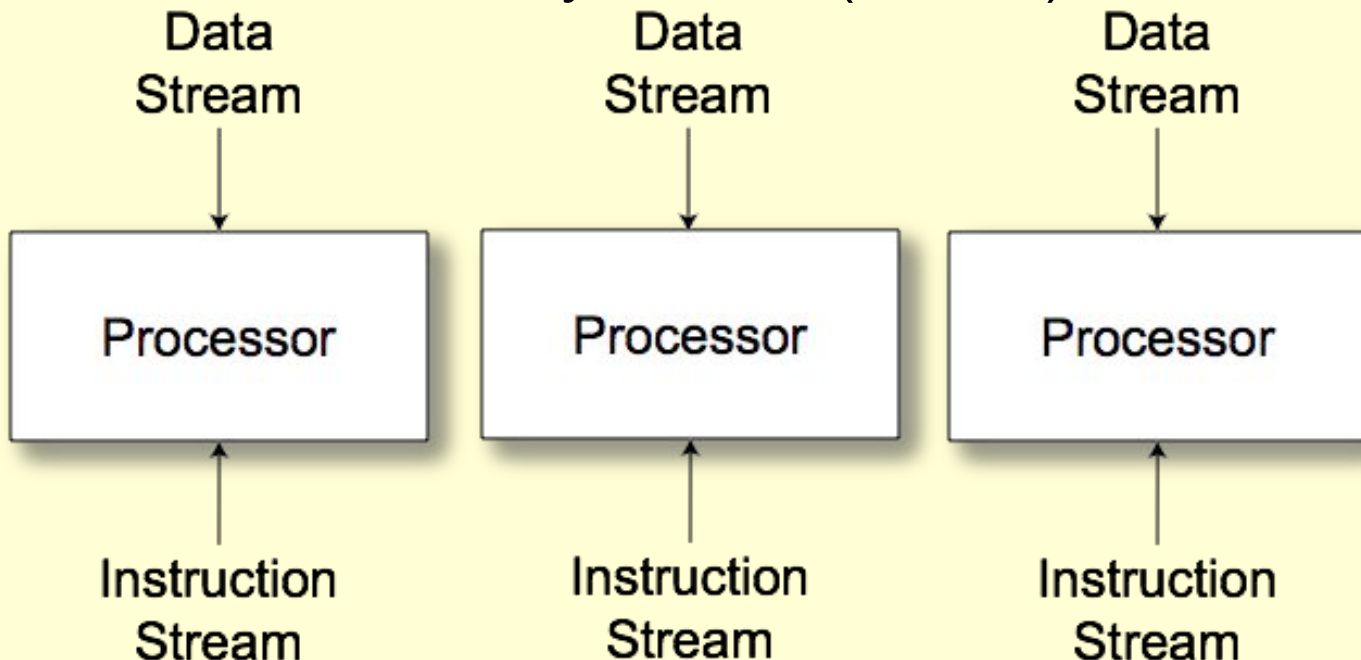 Data Data Data
Stream Stream Stream
Processor Processor Processor
Instruction Instruction Instruction
Stream Stream Stream